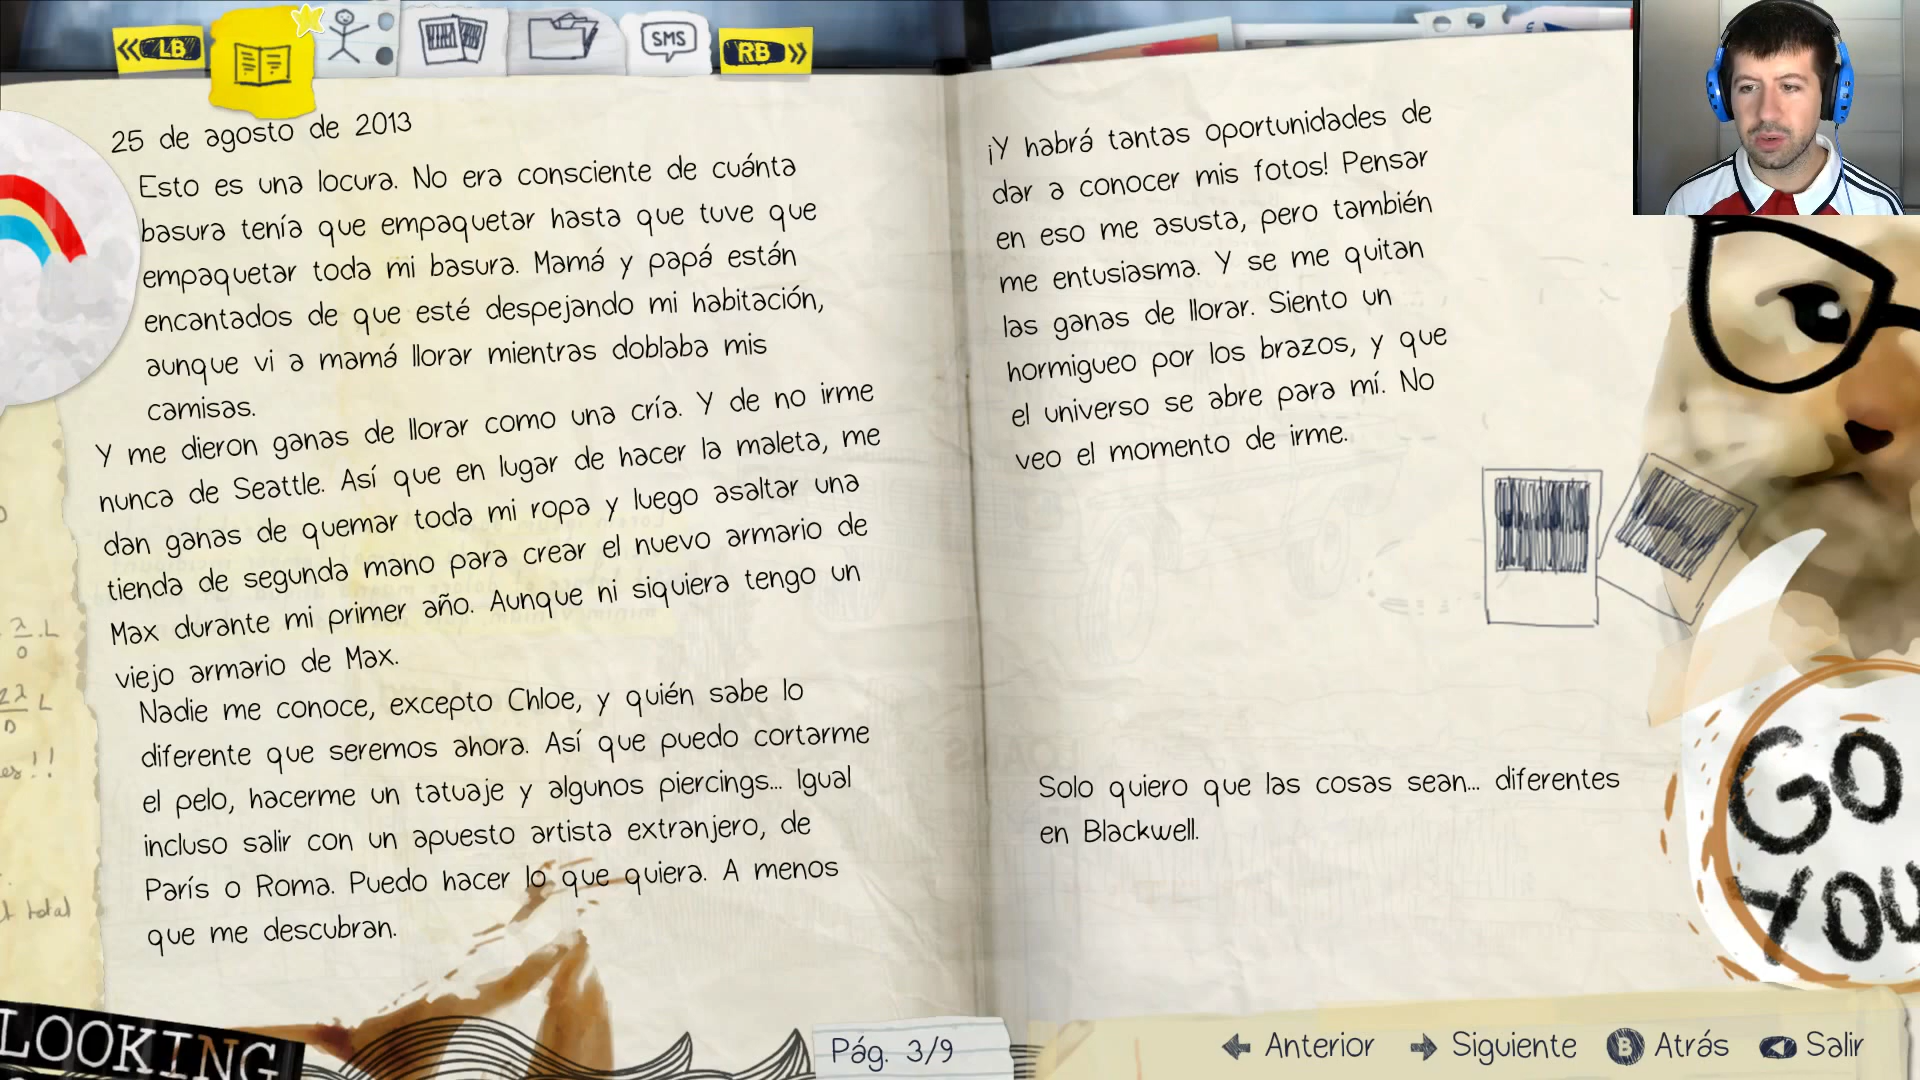 LB
SMS
RB
25 de agosto de 2013
Esto es una locura. No era consciente de cuánta
basura tenía que empaquetar hasta que tuve que
empaquetar toda mi basura. Mamá y papá están
encantados de que esté despejando mi habitación,
aunque vi a mamá llorar mientras doblaba mis
camisas.
Y me dieron ganas de llorar como una cría. Y de no irme
nunca de Seattle. Así que en lugar de hacer la maleta, me
dan ganas de quemar toda mi ropa y luego asaltar una
tienda de segunda mano para crear el nuevo armario de
Max durante mi primer año. Aunque ni siquiera tengo un
viejo armario de Max.
Nadie me conoce, excepto Chloe, y quién sabe lo
diferente que seremos ahora. Así que puedo cortarme
el pelo, hacerme un tatuaje y algunos piercings... Igual
incluso salir con un apuesto artista extranjero, de
París o Roma. Puedo hacer lo que quiera. A menos
que me descubran.
¡Y habrá tantas oportunidades de
dar a conocer mis fotos! Pensar
en eso me asusta, pero también
me entusiasma. Y se me quitan
las ganas de llorar. Siento un
hormigueo por los brazos, y que
el universo se abre para mí. No
veo el momento de irme.
Solo quiero que las cosas sean... diferentes
en Blackwell.
GO
YOU
LOOKING
total
Pág. 3/9
Anterior
Siguiente
B Atrás
Salir